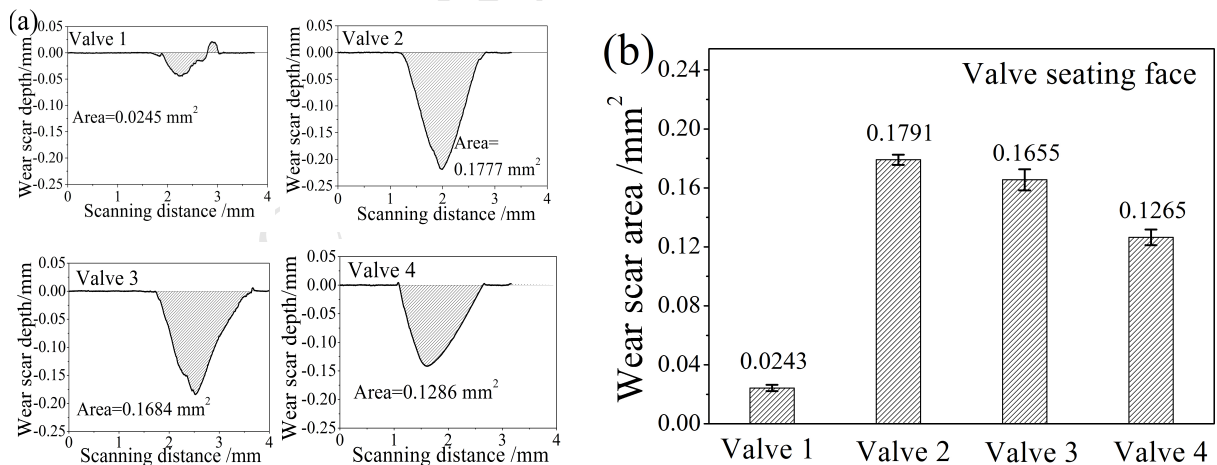 (a)
Valve 1
Wear scar depth/mm
0.05
0.00
-0.05
-0.10
-0.15
-0.20
-0.25
Area=0.0245 mm²
0 1 2 3 4
Scanning distance /mm
Valve 2
Wear scar depth/mm
0.05
0.00
-0.05
-0.10
-0.15
-0.20
-0.25
Area=
0.1777 mm²
0 1 2 3 4
Scanning distance /mm
Valve 3
Wear scar depth/mm
0.05
0.00
-0.05
-0.10
-0.15
-0.20
-0.25
Area=0.1684 mm²
0 1 2 3 4
Scanning distance /mm
Valve 4
Wear scar depth/mm
0.05
0.00
-0.05
-0.10
-0.15
-0.20
-0.25
Area=0.1286 mm²
0 1 2 3 4
Scanning distance /mm
(b)
Valve seating face
Wear scar area /mm²
0.24
0.20
0.16
0.12
0.08
0.04
0.00
0.0243
0.1791
0.1655
0.1265
Valve 1 Valve 2 Valve 3 Valve 4